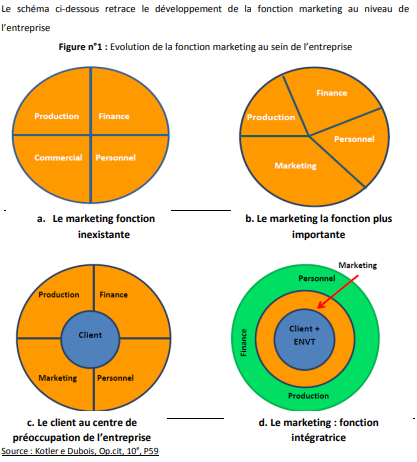 Le schéma ci-dessous retrace le développement de la fonction marketing au niveau de
l'entreprise
Figure n°1 : Evolution de la fonction marketing au sein de l'entreprise
Production
Finance
Commercial
Personnel
Finance
Production
Personnel
Marketing
a. Le marketing fonction
inexistante
b. Le marketing la fonction plus
importante
Production
Finance
Client
Marketing
Personnel
Marketing
Personnel
Client +
ENVT
Finance
Production
c. Le client au centre de
préoccupation de l'entreprise
d. Le marketing : fonction
intégratrice
Source : Kotler e Dubois, Op.cit, 10°, P59